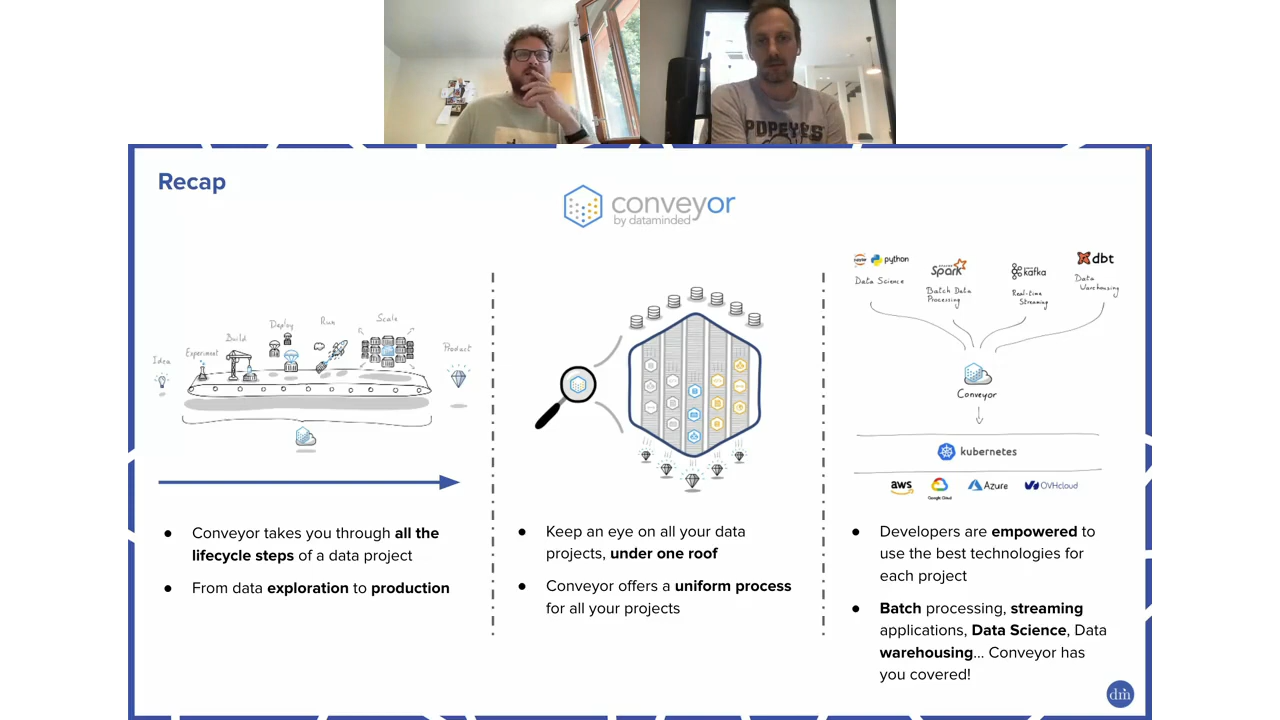 POPEYES
Recap
conveyor
by dataminded
Idea
Experiment
Build
Deploy
Run
Scale
Product
Conveyor takes you through all the
lifecycle steps of a data project
From data exploration to production
Keep an eye on all your data
projects, under one roof
Conveyor offers a uniform process
for all your projects
jupyter
python
Data Science
Spark
Batch Data
Processing
kafka
Real-time
Streaming
dbt
Data
Warehousing
Conveyor
kubernetes
aws
Google Cloud
Azure
OVHcloud
Developers are empowered to
use the best technologies for
each project
Batch processing, streaming
applications, Data Science, Data
warehousing... Conveyor has
you covered!
dm